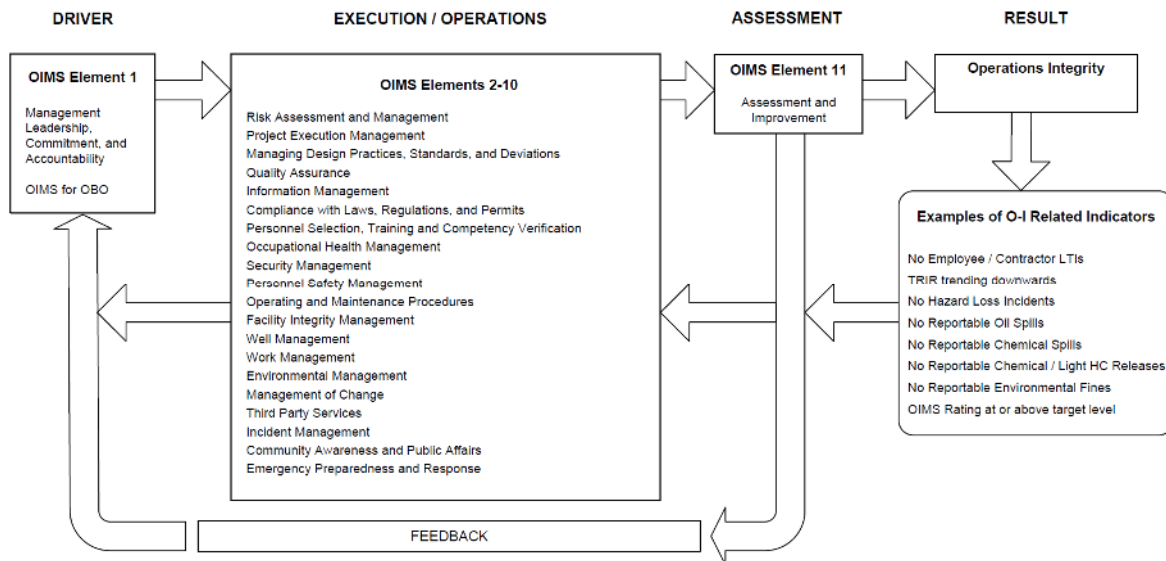 DRIVER
EXECUTION / OPERATIONS
ASSESSMENT
RESULT
OIMS Element 1
Management
Leadership,
Commitment, and
Accountability
OIMS for OBO
OIMS Elements 2-10
Risk Assessment and Management
Project Execution Management
Managing Design Practices, Standards, and Deviations
Quality Assurance
Information Management
Compliance with Laws, Regulations, and Permits
Personnel Selection, Training and Competency Verification
Occupational Health Management
Security Management
Personnel Safety Management
Operating and Maintenance Procedures
Facility Integrity Management
Well Management
Work Management
Environmental Management
Management of Change
Third Party Services
Incident Management
Community Awareness and Public Affairs
Emergency Preparedness and Response
OIMS Element 11
Assessment and
Improvement
Operations Integrity
Examples of O-I Related Indicators
No Employee / Contractor LTIs
TRIR trending downwards
No Hazard Loss Incidents
No Reportable Oil Spills
No Reportable Chemical Spills
No Reportable Chemical / Light HC Releases
No Reportable Environmental Fines
OIMS Rating at or above target level
FEEDBACK